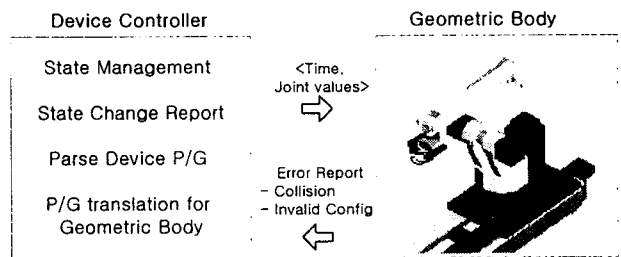 Device Controller
State Management
State Change Report
Parse Device P/G
P/G translation for
Geometric Body
<Time,
Joint values>
Error Report
- Collision
- Invalid Config
Geometric Body